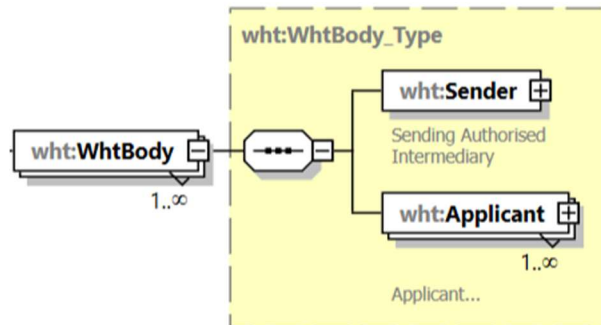 wht:WhtBody_Type
wht:Sender
Sending Authorised
Intermediary
wht:WhtBody
1..∞
wht:Applicant
1..∞
Applicant...